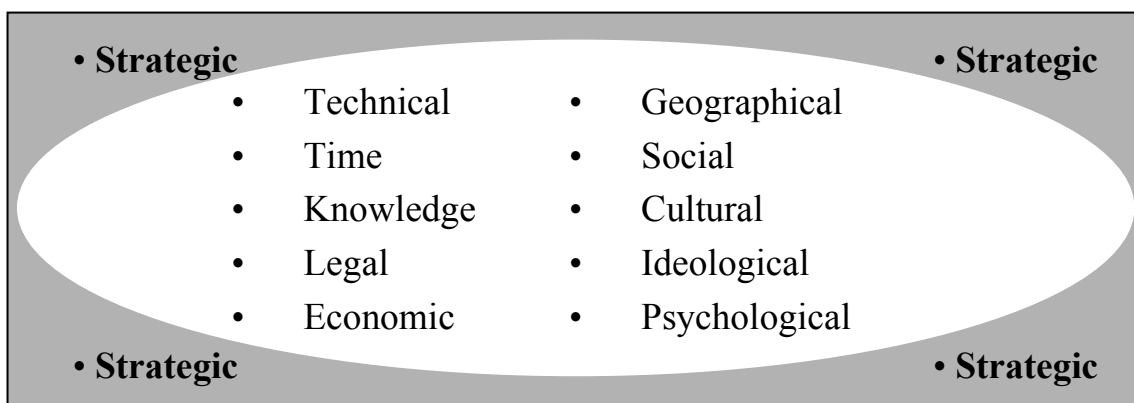 • Strategic • Strategic
• Technical • Geographical
• Time • Social
• Knowledge • Cultural
• Legal • Ideological
• Economic • Psychological
• Strategic • Strategic